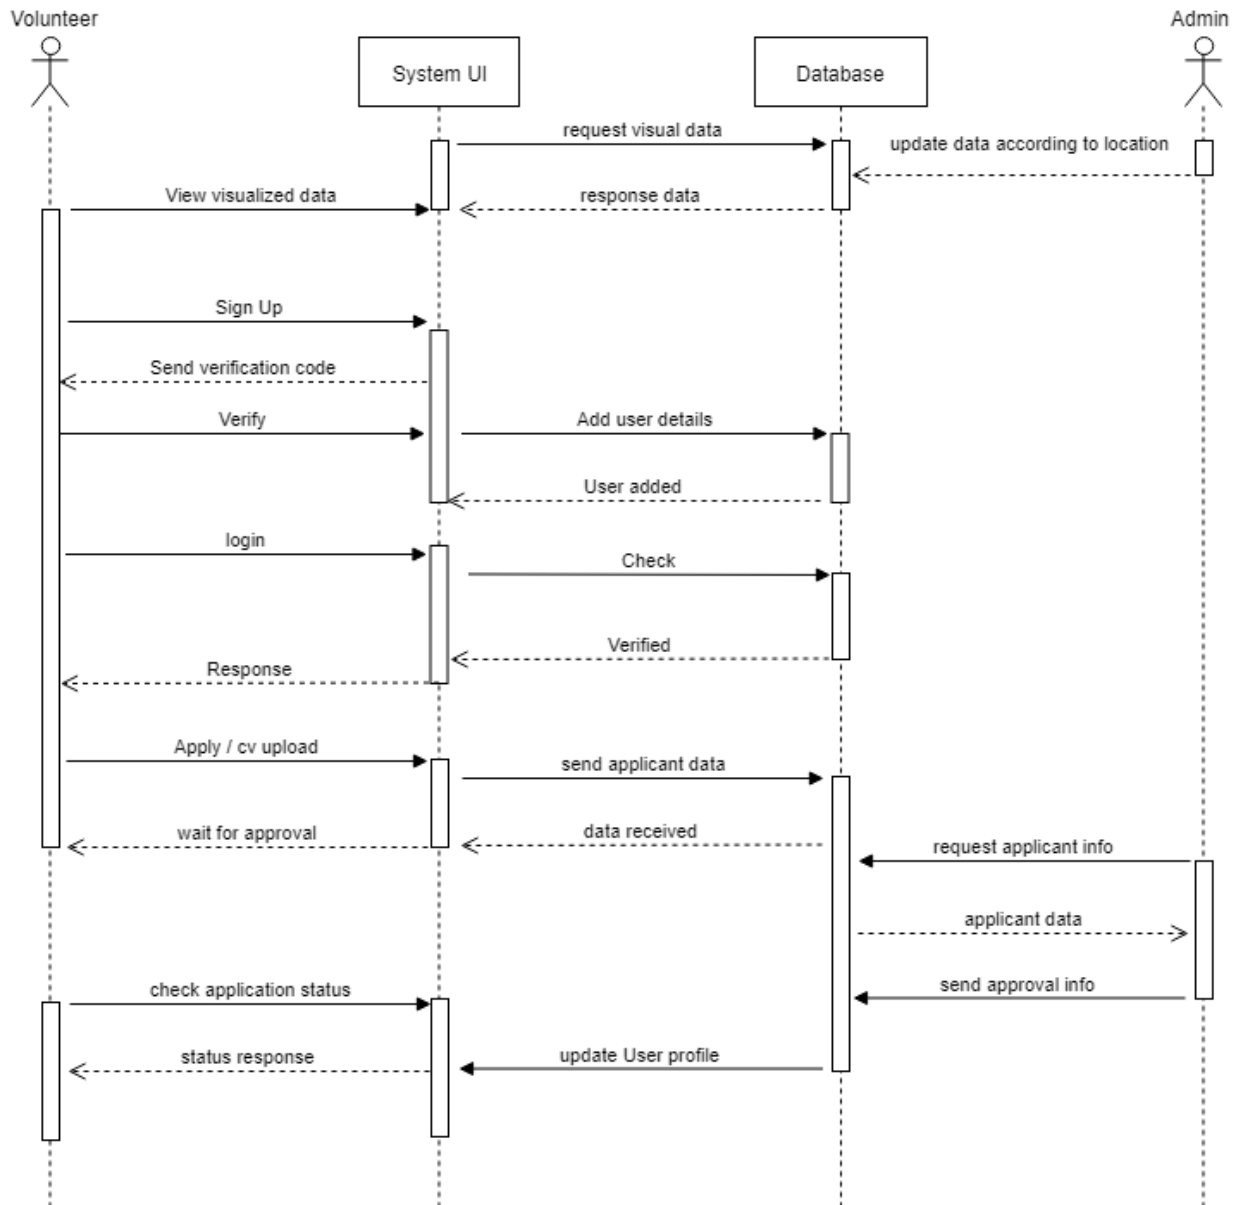 Volunteer
Admin
System UI
Database
request visual data
update data according to location
View visualized data
response data
Sign Up
Send verification code
Verify
Add user details
User added
login
Check
Verified
Response
Apply / cv upload
send applicant data
wait for approval
data received
request applicant info
applicant data
check application status
send approval info
status response
update User profile